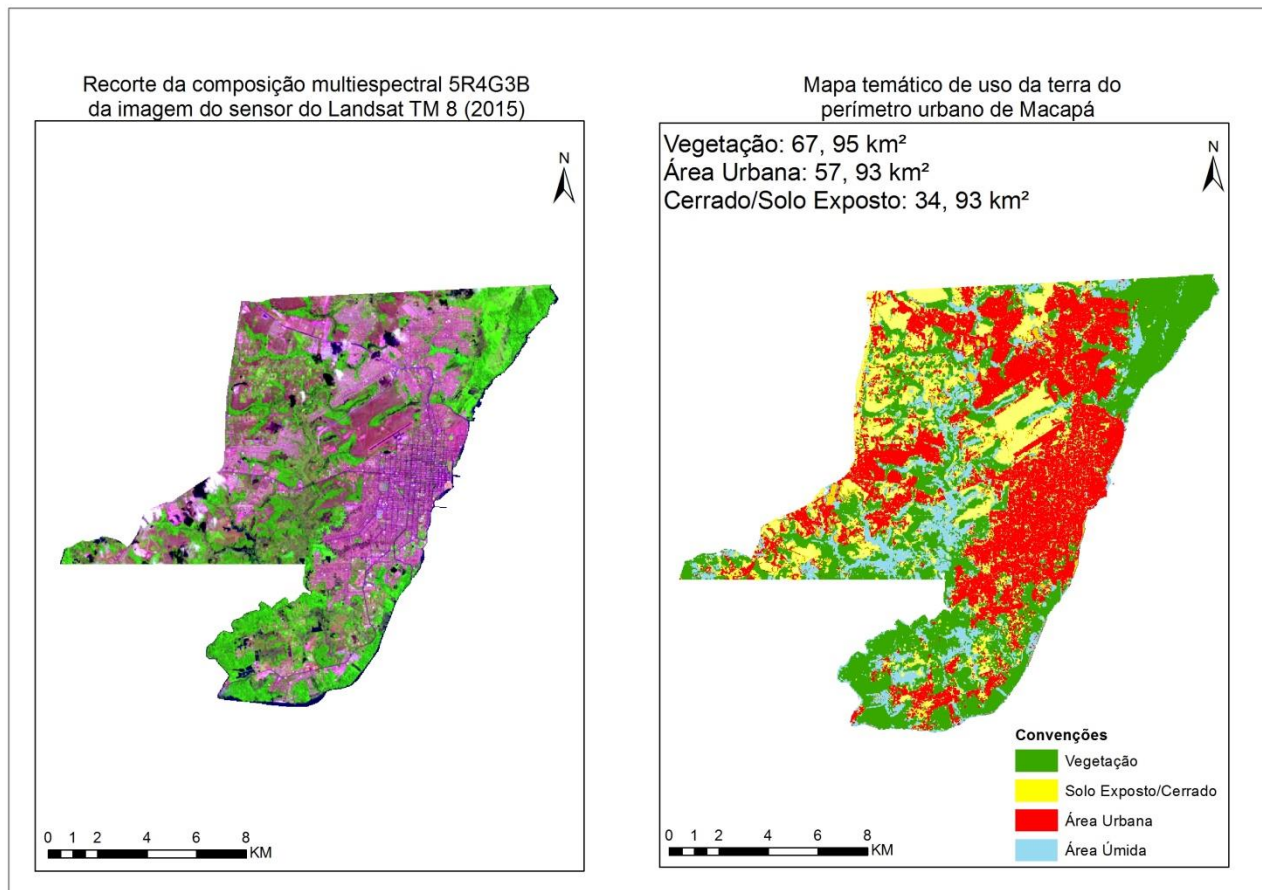 Recorte da composição multiespectral 5R4G3B
da imagem do sensor do Landsat TM 8 (2015)
N
0 1 2 4 6 8
KM
Mapa temático de uso da terra do
perímetro urbano de Macapá
Vegetação: 67, 95 km²
Área Urbana: 57, 93 km²
Cerrado/Solo Exposto: 34, 93 km²
N
Convenções
Vegetação
Solo Exposto/Cerrado
Área Urbana
Área Úmida
0 1 2 4 6 8
KM